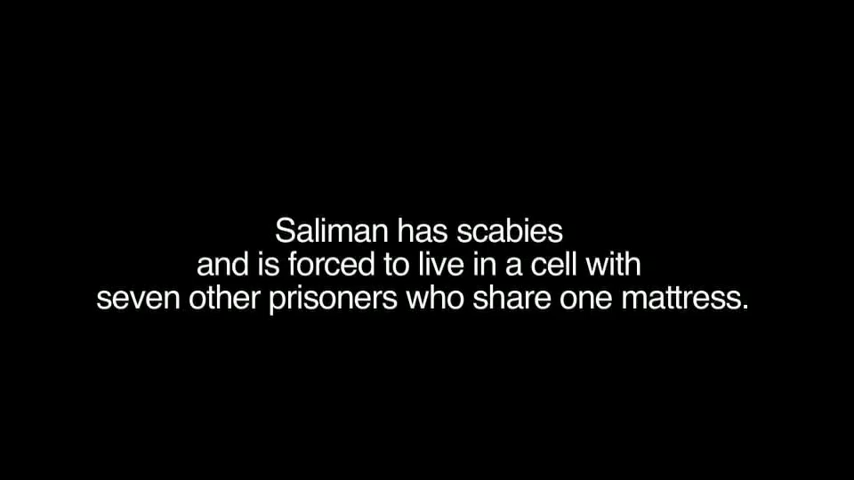 Saliman has scabies
and is forced to live in a cell with
seven other prisoners who share one mattress.